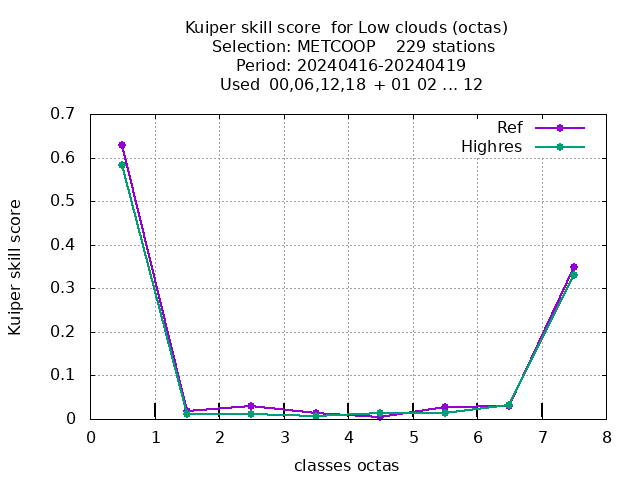 Kuiper skill score  for Low clouds (octas)
Selection: METCOOP    229 stations
Period: 20240416-20240419
Used  00,06,12,18  + 01 02 ... 12
Ref
Highres
0.7
0.6
0.5
0.4
0.3
0.2
0.1
0
Kuiper skill score
0 1 2 3 4 5 6 7 8
classes octas